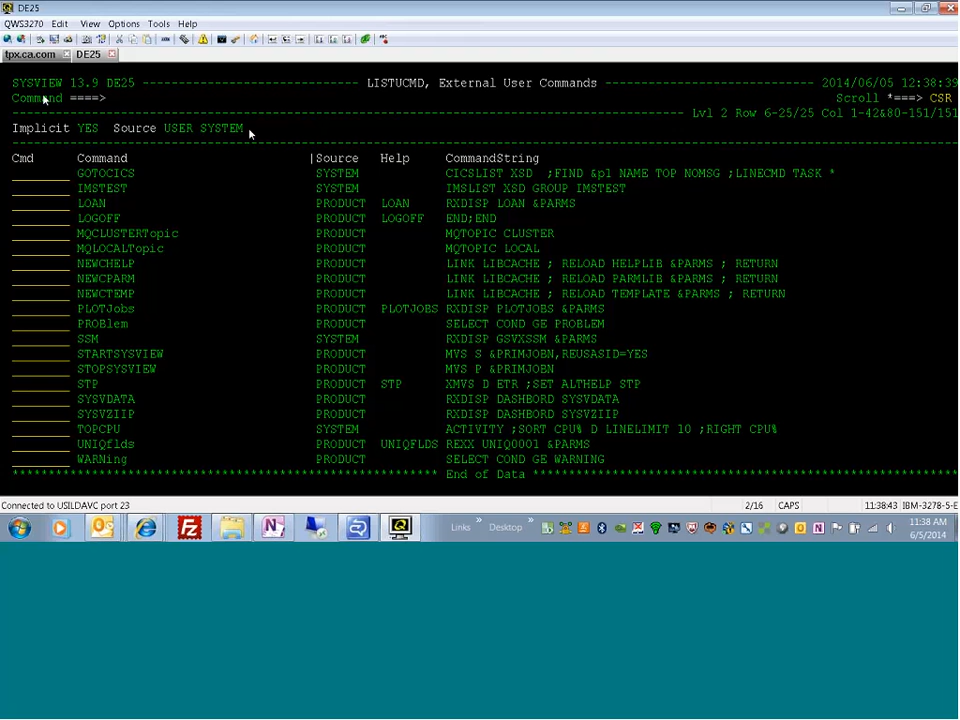 DE25
QWS3270 Edit View Options Tools Help
tpx.ca.com DE25
SYSVIEW 13.9 DE25 ---------------------------- LISTUCMD, External User Commands ---------------------------- 2014/06/05 12:38:39
Command ====> Scroll *===> CSR
Lvl 2 Row 6-25/25 Col 1-42&80-151/151
Implicit YES Source USER SYSTEM
Cmd Command |Source Help CommandString
GOTOCICS SYSTEM CICSLIST XSD ;FIND &p1 NAME TOP NOMSG ;LINECMD TASK *
IMSTEST SYSTEM IMSLIST XSD GROUP IMSTEST
LOAN PRODUCT LOAN RXDISP LOAN &PARMS
LOGOFF PRODUCT LOGOFF END;END
MQCLUSTERTopic PRODUCT MQTOPIC CLUSTER
MQLOCALTopic PRODUCT MQTOPIC LOCAL
NEWCHELP PRODUCT LINK LIBCACHE ; RELOAD HELPLIB &PARMS ; RETURN
NEWCPARM PRODUCT LINK LIBCACHE ; RELOAD PARMLIB &PARMS ; RETURN
NEWCTEMP PRODUCT LINK LIBCACHE ; RELOAD TEMPLATE &PARMS ; RETURN
PLOTJobs PRODUCT PLOTJOBS RXDISP PLOTJOBS &PARMS
PROBlem PRODUCT SELECT COND GE PROBLEM
SSM SYSTEM RXDISP GSVXSSM &PARMS
STARTSYSVIEW PRODUCT MVS S &PRIMJOBN,REUSASID=YES
STOPSYSVIEW PRODUCT MVS P &PRIMJOBN
STP PRODUCT STP XMVS D ETR ;SET ALTHELP STP
SYSVDATA PRODUCT RXDISP DASHBORD SYSVDATA
SYSVZIIP PRODUCT RXDISP DASHBORD SYSVZIIP
TOPCPU SYSTEM ACTIVITY ;SORT CPU% D LINELIMIT 10 ;RIGHT CPU%
UNIQflds PRODUCT UNIQFLDS REXX UNIQ0001 &PARMS
WARNing PRODUCT SELECT COND GE WARNING
******************************************* End of Data *******************************************
Connected to USILDAVC port 23 2/16 CAPS 11:38:43 IBM-3278-5-E
Links » Desktop » 11:38 AM
6/5/2014